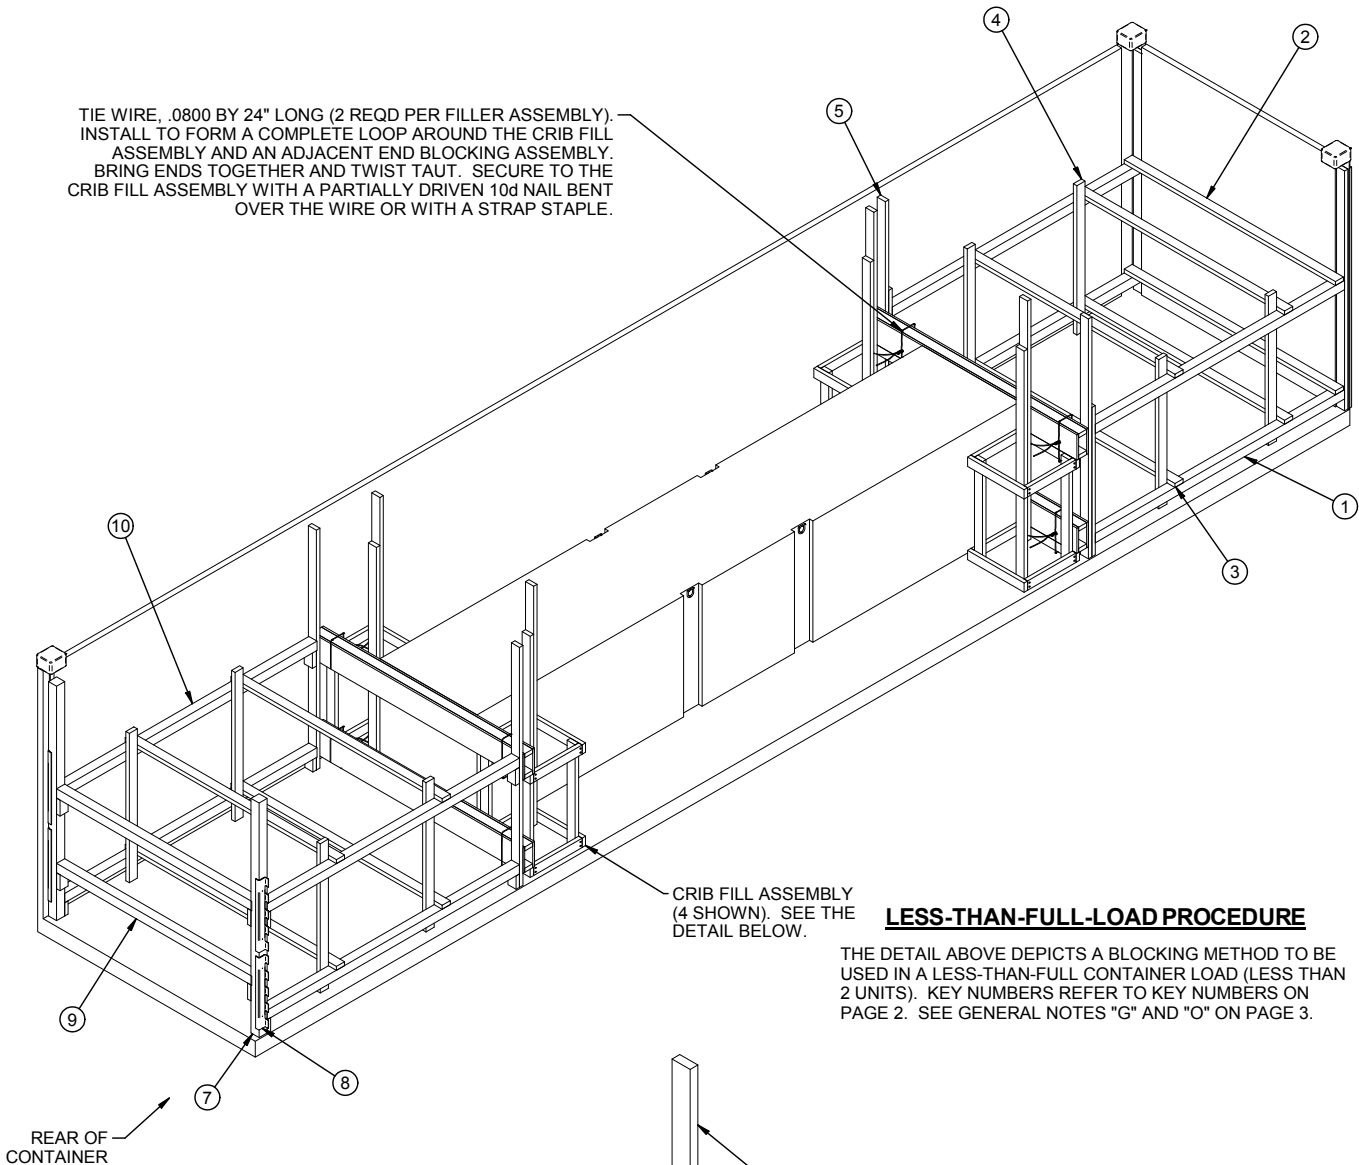 4
2
5
TIE WIRE, .0800 BY 24" LONG (2 REQD PER FILLER ASSEMBLY).
INSTALL TO FORM A COMPLETE LOOP AROUND THE CRIB FILL
ASSEMBLY AND AN ADJACENT END BLOCKING ASSEMBLY.
BRING ENDS TOGETHER AND TWIST TAUT. SECURE TO THE
CRIB FILL ASSEMBLY WITH A PARTIALLY DRIVEN 10d NAIL BENT
OVER THE WIRE OR WITH A STRAP STAPLE.
1
10
3
CRIB FILL ASSEMBLY
(4 SHOWN). SEE THE
DETAIL BELOW.
LESS-THAN-FULL-LOAD PROCEDURE
THE DETAIL ABOVE DEPICTS A BLOCKING METHOD TO BE
USED IN A LESS-THAN-FULL CONTAINER LOAD (LESS THAN
2 UNITS). KEY NUMBERS REFER TO KEY NUMBERS ON
PAGE 2. SEE GENERAL NOTES "G" AND "O" ON PAGE 3.
9
8
7
REAR OF
CONTAINER